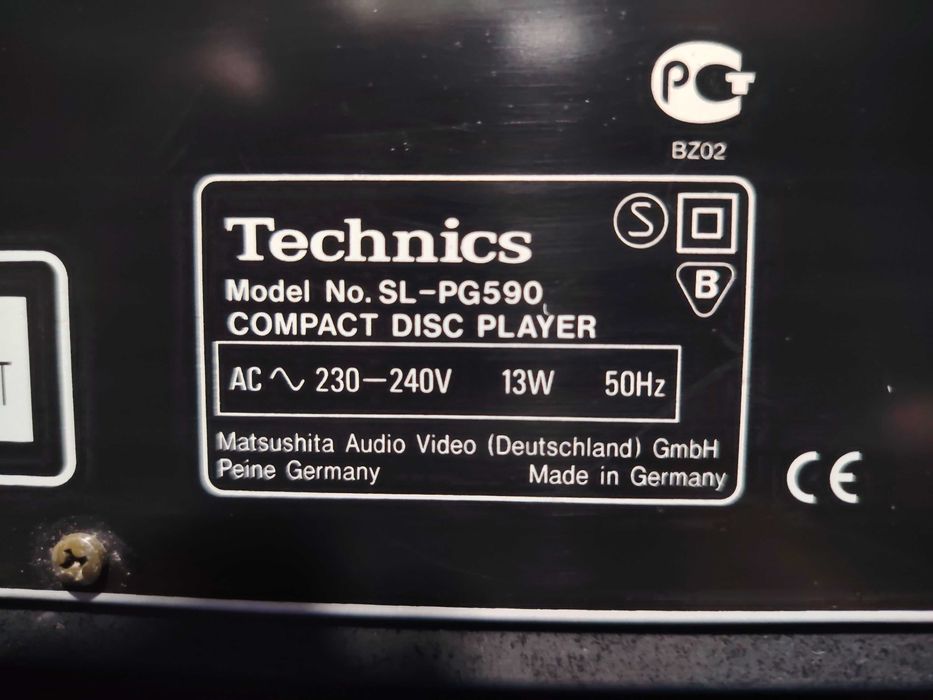 РСТ
BZ02
Technics
S
B
Model No. SL-PG590
COMPACT DISC PLAYER
AC ∿ 230—240V 13W 50Hz
Matsushita Audio Video (Deutschland) GmbH
Peine Germany Made in Germany
CE
T